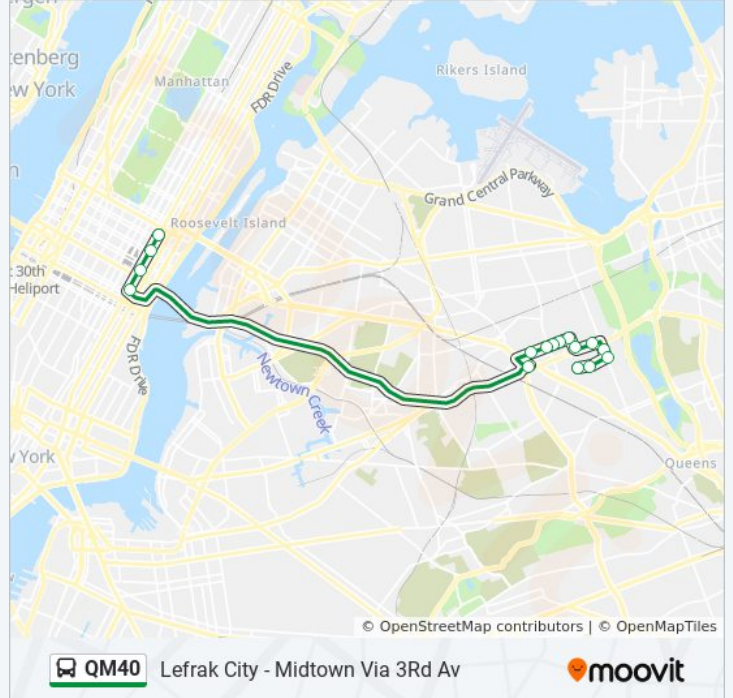 tenberg
ew York
Manhattan
FDR Drive
Rikers Island
Grand Central Parkway
Roosevelt Island
t 30th
Heliport
FDR Drive
Newtown Creek
York
Queens
© OpenStreetMap contributors | © OpenMapTiles
QM40 Lefrak City - Midtown Via 3Rd Av
moovit